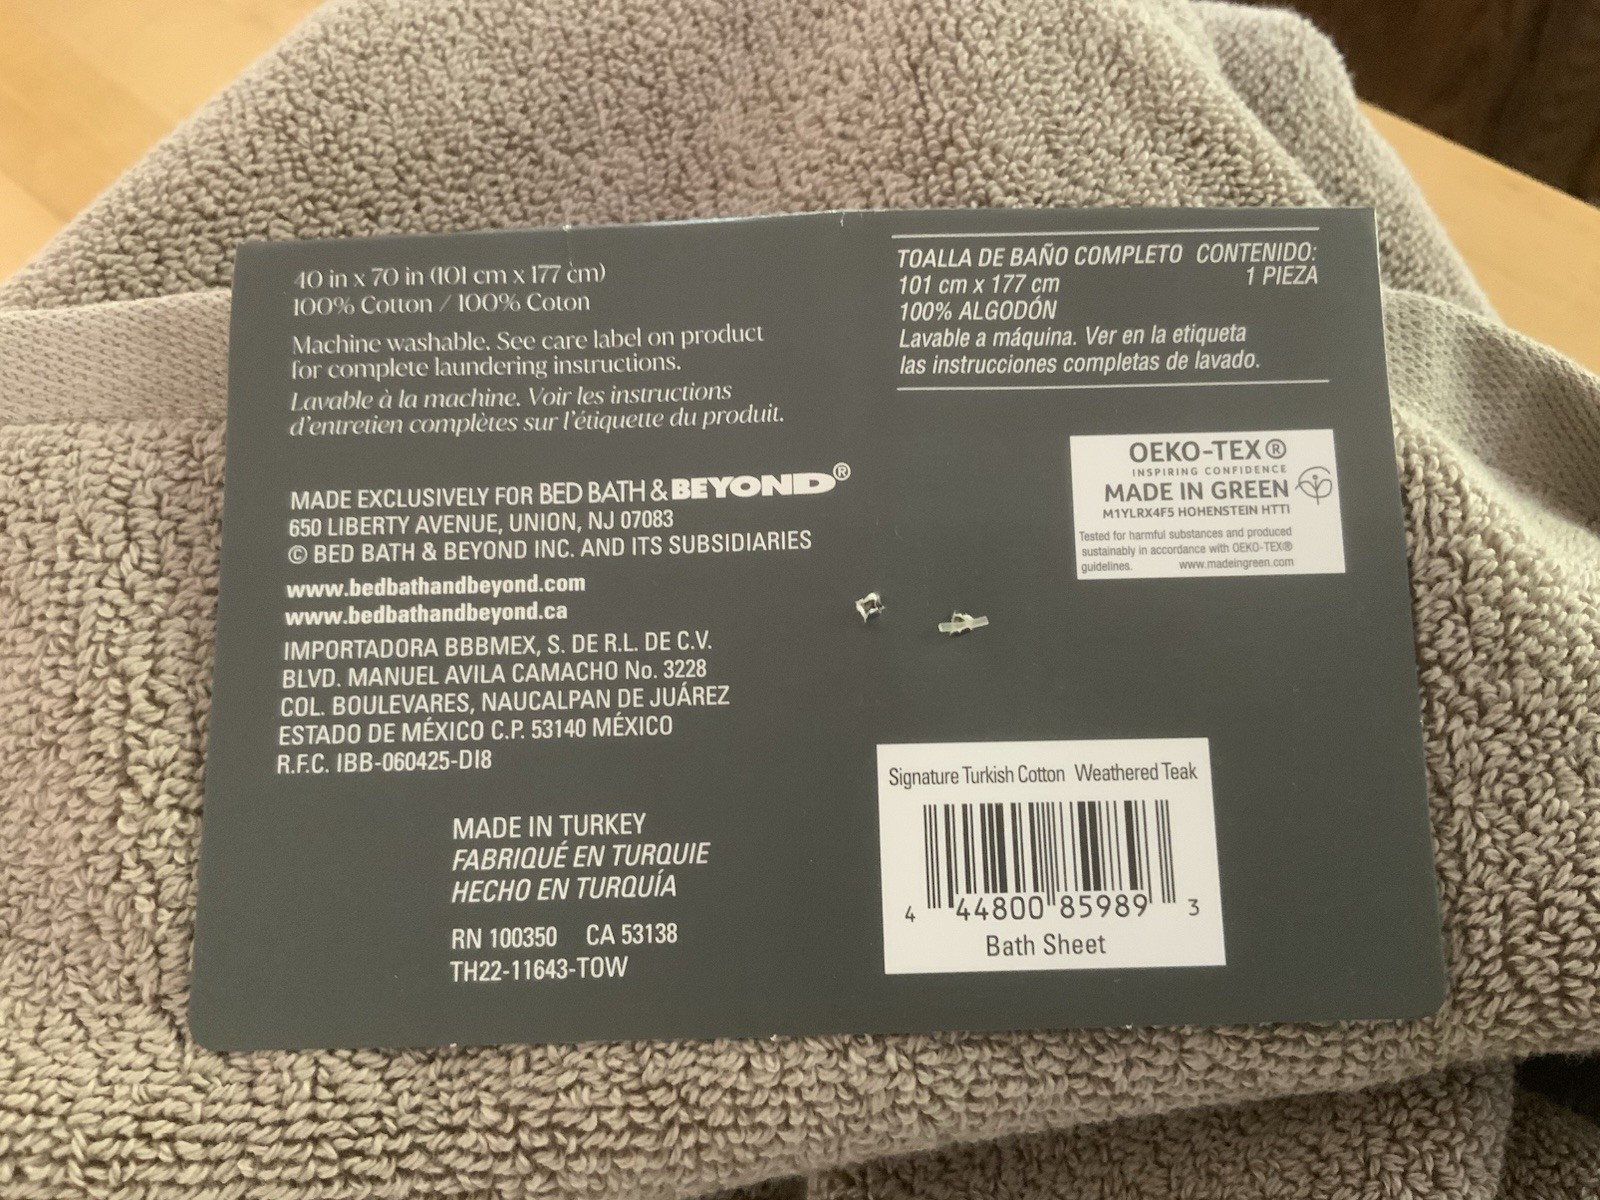 40 in x 70 in (101 cm x 177 cm)
100% Cotton / 100% Coton
Machine washable. See care label on product
for complete laundering instructions.
Lavable à la machine. Voir les instructions
d'entretien complètes sur l'étiquette du produit.
MADE EXCLUSIVELY FOR BED BATH & BEYOND®
650 LIBERTY AVENUE, UNION, NJ 07083
© BED BATH & BEYOND INC. AND ITS SUBSIDIARIES
www.bedbathandbeyond.com
www.bedbathandbeyond.ca
IMPORTADORA BBBMEX, S. DE R.L. DE C.V.
BLVD. MANUEL AVILA CAMACHO No. 3228
COL. BOULEVARES, NAUCALPAN DE JUÁREZ
ESTADO DE MÉXICO C.P. 53140 MÉXICO
R.F.C. IBB-060425-DI8
MADE IN TURKEY
FABRIQUÉ EN TURQUIE
HECHO EN TURQUÍA
RN 100350 CA 53138
TH22-11643-TOW
TOALLA DE BAÑO COMPLETO CONTENIDO:
101 cm x 177 cm 1 PIEZA
100% ALGODÓN
Lavable a máquina. Ver en la etiqueta
las instrucciones completas de lavado.
OEKO-TEX®
INSPIRING CONFIDENCE
MADE IN GREEN
M1YLRX4F5 HOHENSTEIN HTTI
Tested for harmful substances and produced
sustainably in accordance with OEKO-TEX®
guidelines. www.madeingreen.com
Signature Turkish Cotton Weathered Teak
4 44800 85989 3
Bath Sheet